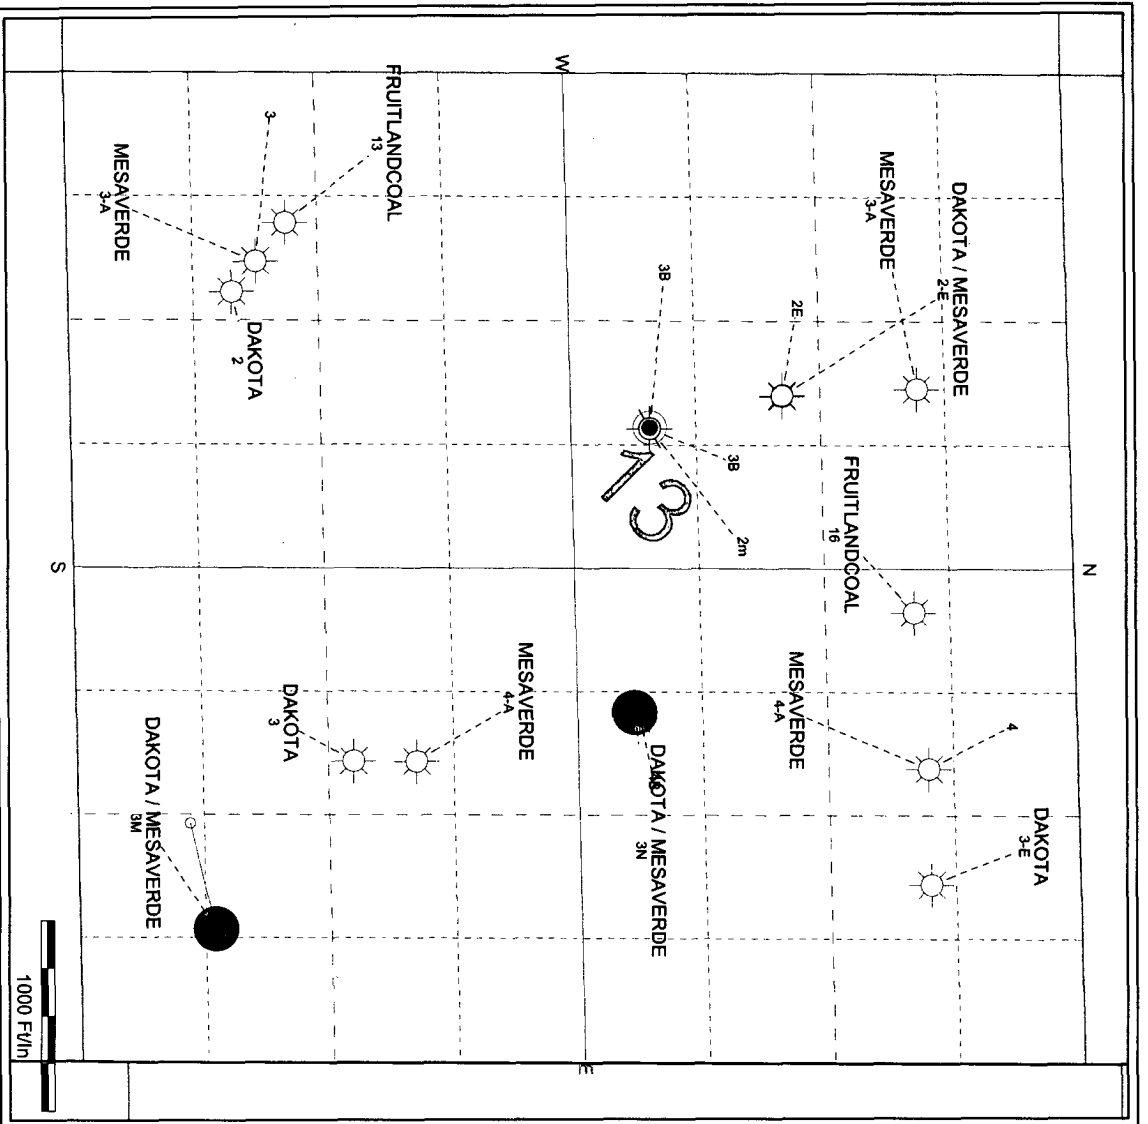 N
4
DAKOTA
3-E
DAKOTA / MESAVERDE
2-E
MESAVERDE
3-A
FRUITLANDCOAL
16
2E
MESAVERDE
4-A
2m
3B
3B
13
DAKOTA / MESAVERDE
3N
W
E
MESAVERDE
4-A
FRUITLANDCOAL
13
DAKOTA
3
3-
DAKOTA
2
DAKOTA / MESAVERDE
3M
MESAVERDE
3-A
S
1000 Ft/In